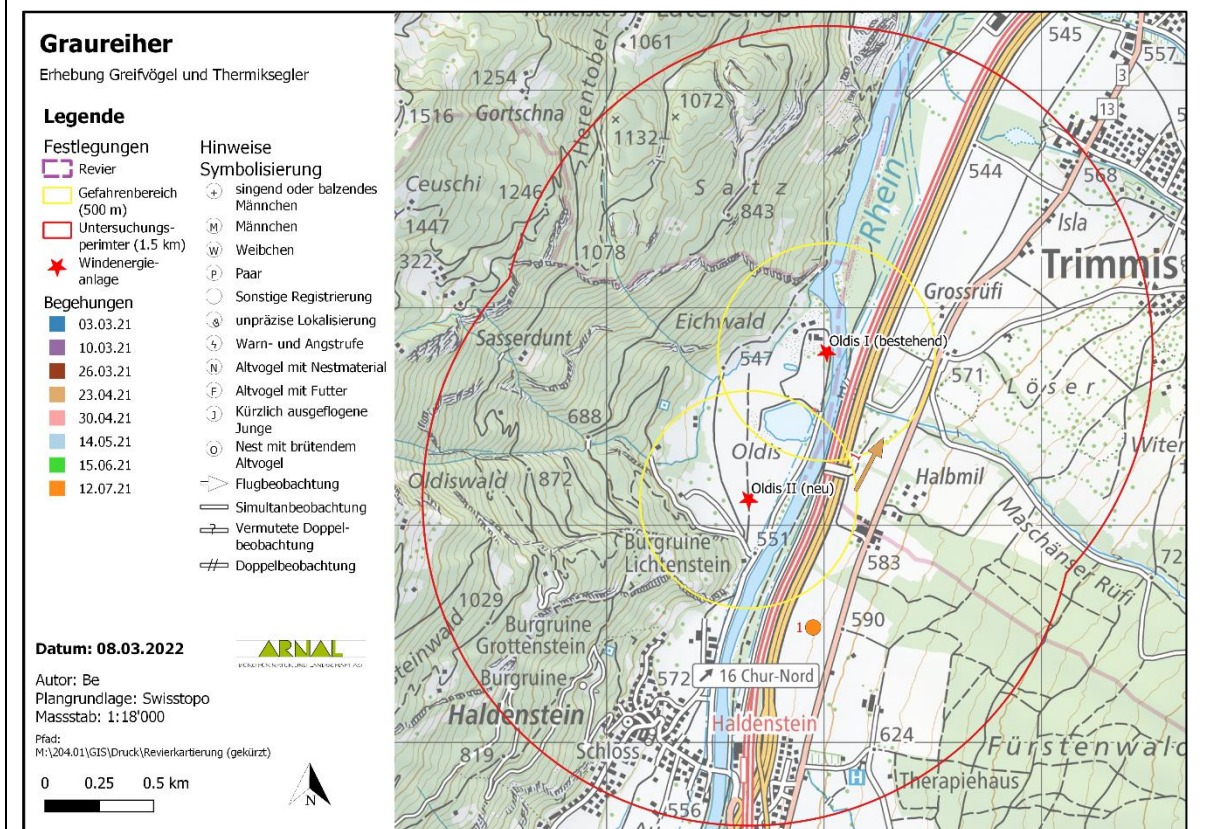 Graureiher
Erhebung Greifvögel und Thermiksegler
Legende
Festlegungen
Revier
Gefahrenbereich
(500 m)
Untersuchungs-
perimter (1.5 km)
Windenergie-
anlage
Begehungen
03.03.21
10.03.21
26.03.21
23.04.21
30.04.21
14.05.21
15.06.21
12.07.21
Hinweise
Symbolisierung
+ singend oder balzendes
Männchen
M Männchen
W Weibchen
P Paar
Sonstige Registrierung
unpräzise Lokalisierung
Warn- und Angstrufe
N Altvogel mit Nestmaterial
F Altvogel mit Futter
J Kürzlich ausgeflogene
Junge
O Nest mit brütendem
Altvogel
Flugbeobachtung
Simultanbeobachtung
? Vermutete Doppel-
beobachtung
Doppelbeobachtung
Datum: 08.03.2022
ARNAL
Autor: Be
Plangrundlage: Swisstopo
Massstab: 1:18'000
Pfad:
M:\204.01\GIS\Druck\Revierkartierung (gekürzt)
0 0.25 0.5 km
N
1061
545
557
1254
3
1516
Gortschna
Herentobel
1072
13
1132
Rhein
544
568
Ceuschi
1246
Satz
843
Isla
1447
1078
322
Trimmis
Grossrüfi
Eichwald
Sasserdunt
547
Oldis I (bestehend)
571
Löser
688
Oldis
1
Witer
Oldiswald
872
Halbmil
Oldis II (neu)
Maschänser Rüfi
551
Burgruine
Lichtenstein
583
72
1029
Burgruine
Grottenstein
1
590
steinwald
Burgruine
572
16 Chur-Nord
Haldenstein
Haldenstein
819
Schloss
624
Fürstenwald
H
Therapiehaus
556